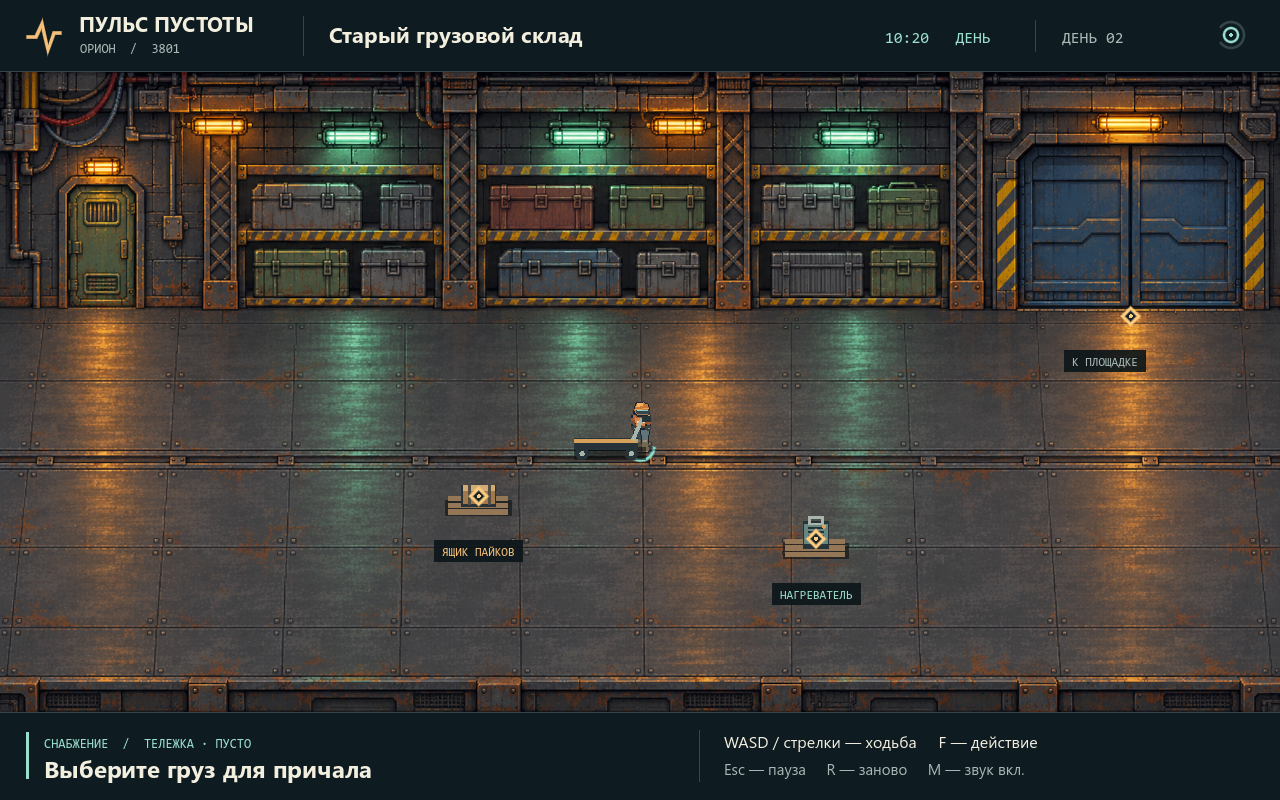 ПУЛЬС ПУСТОТЫ
ОРИОН / 3801
Старый грузовой склад
10:20 ДЕНЬ
ДЕНЬ 02
К ПЛОЩАДКЕ
ЯЩИК ПАЙКОВ
НАГРЕВАТЕЛЬ
СНАБЖЕНИЕ / ТЕЛЕЖКА · ПУСТО
Выберите груз для причала
WASD / стрелки — ходьба F — действие
Esc — пауза R — заново M — звук вкл.